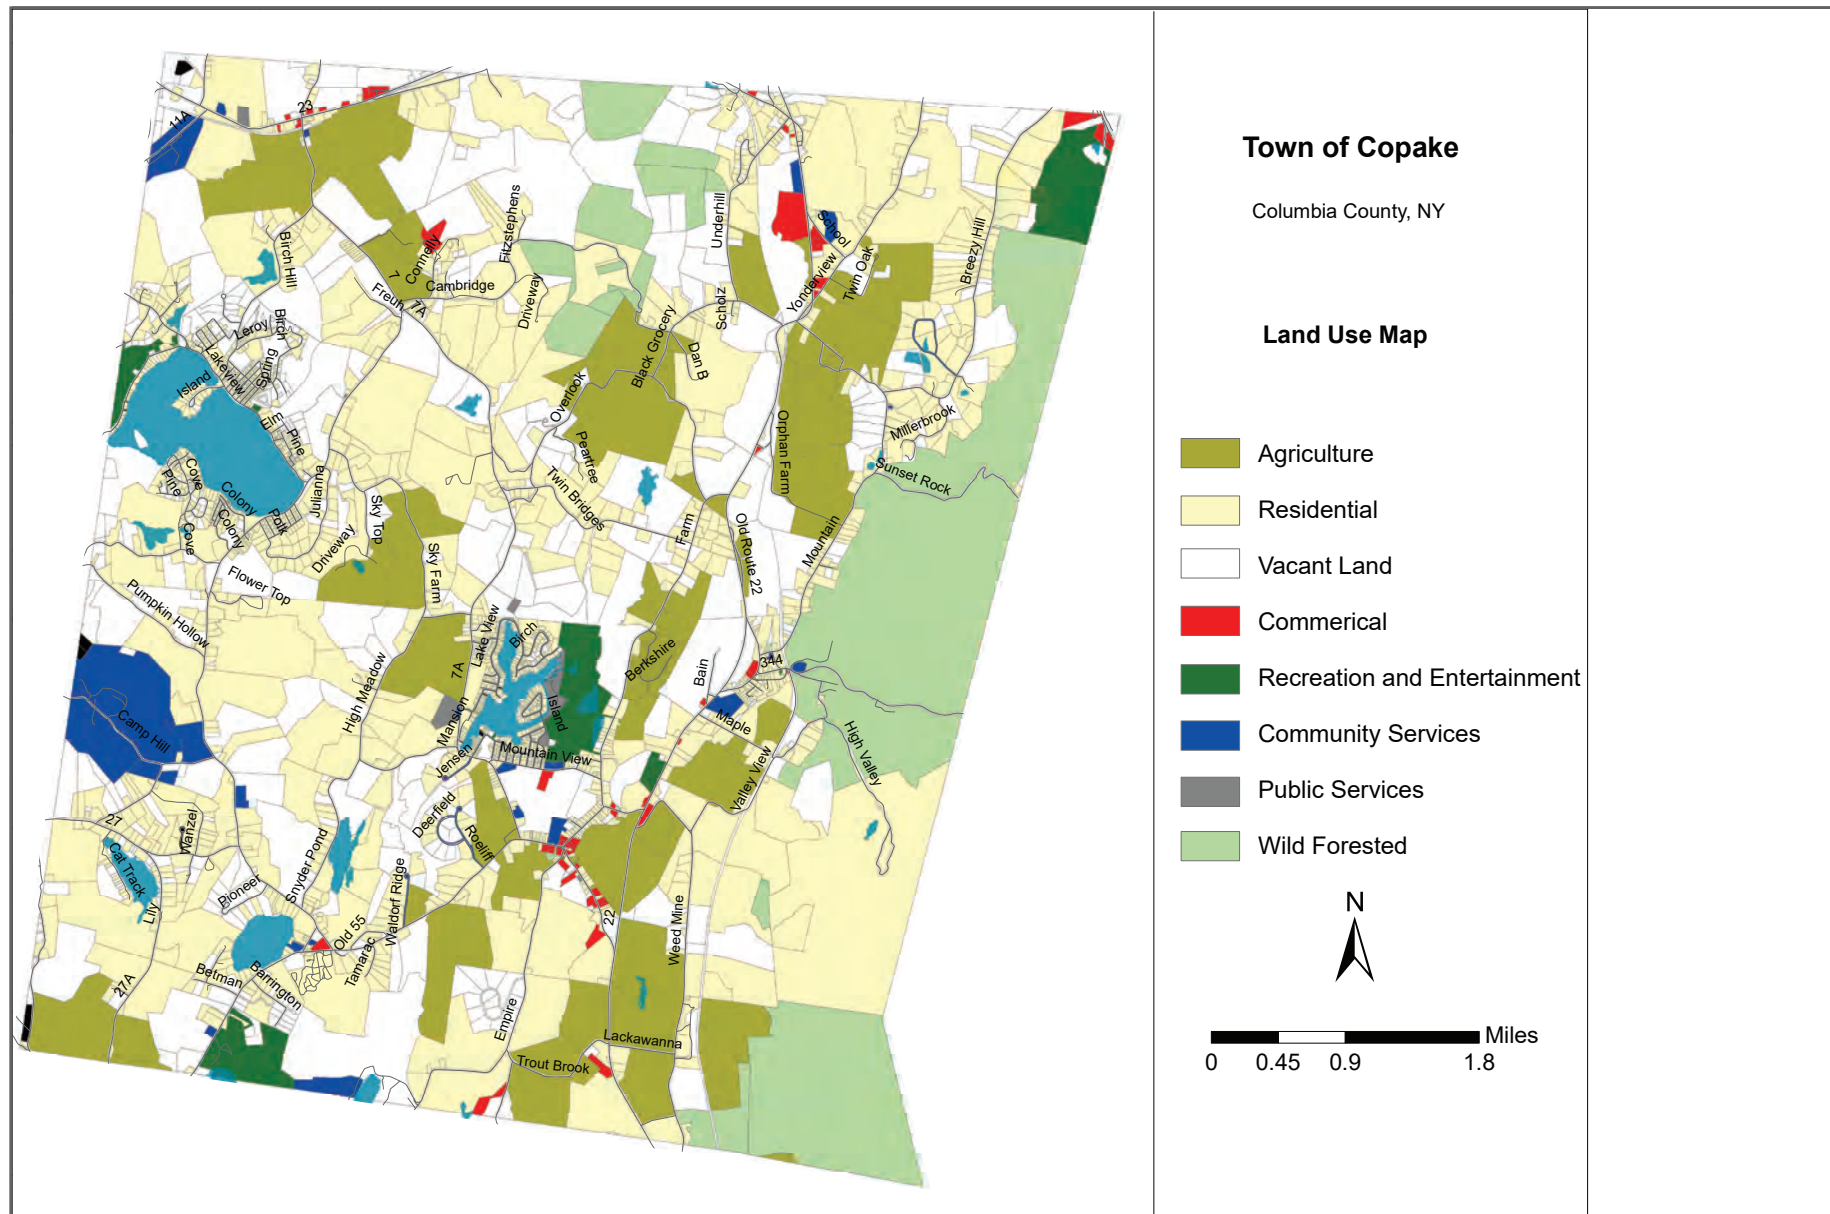 Town of Copake
Columbia County, NY
Land Use Map
Agriculture
Residential
Vacant Land
Commerical
Recreation and Entertainment
Community Services
Public Services
Wild Forested
N
Miles
0 0.45 0.9 1.8
11A
23
Birch Hill
7
Connelly
Fitzstephens
Cambridge
Freuh
7A
Driveway
Underhill
School
Yonderview
Twin Oak
Breezy Hill
Scholz
Black Grocery
Dan B
Leroy
Birch
Lakeview
Spring
Island
Elm
Pine
Overlook
Peartree
Orphan Farm
Millerbrook
Sunset Rock
Pine
Cove
Colony
Colony
Polk
Julianna
Cove
Driveway
Sky Top
Sky Farm
Twin Bridges
Farm
Old Route 22
Mountain
Flower Top
Pumpkin Hollow
Lake View
Birch
7A
High Meadow
Mansion
Island
Berkshire
Bain
344
Maple
Camp Hill
Jensen
Mountain View
Valley View
High Valley
27
Wanzel
Deerfield
Roeliff
Cat Track
Lily
Pioneer
Snyder Pond
Waldorf Ridge
Old 55
Tamarac
22
Weed Mine
27A
Betman
Barrington
Empire
Lackawanna
Trout Brook